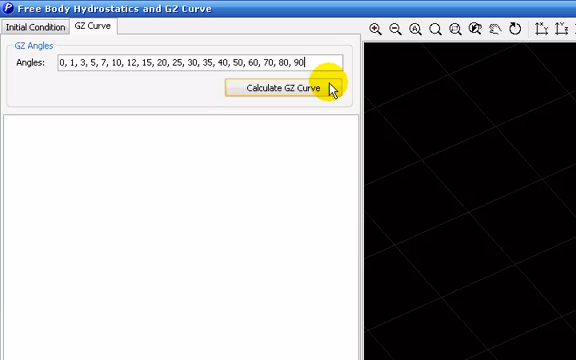 Free Body Hydrostatics and GZ Curve
Initial Condition
GZ Curve
GZ Angles
Angles: 0, 1, 3, 5, 7, 10, 12, 15, 20, 25, 30, 35, 40, 50, 60, 70, 80, 90
Calculate GZ Curve